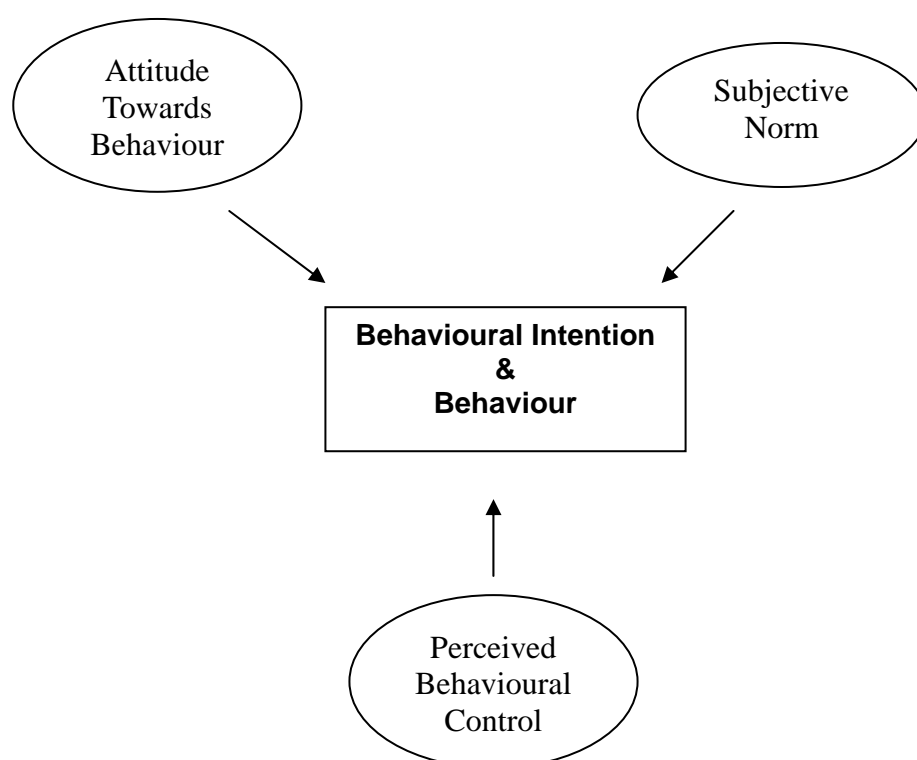 Attitude
Towards
Behaviour
Subjective
Norm
Behavioural Intention
&
Behaviour
Perceived
Behavioural
Control